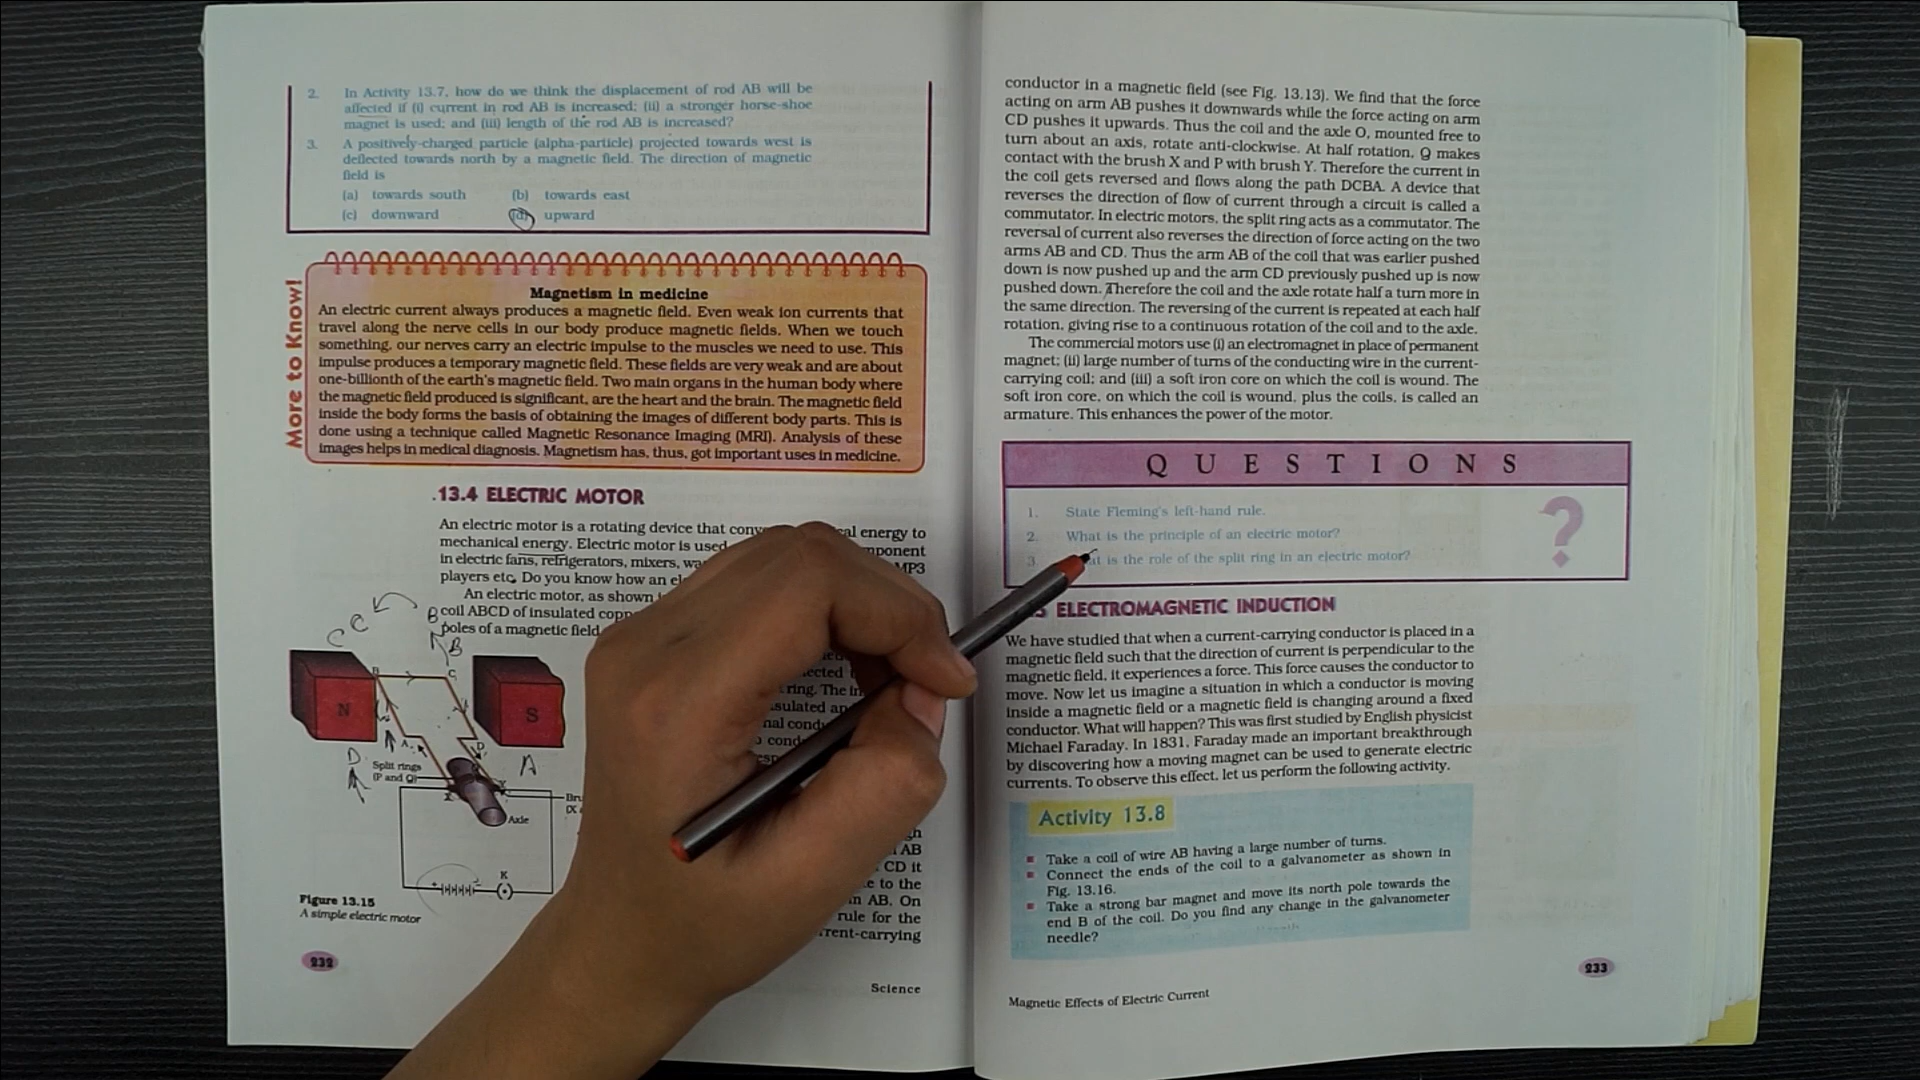 2. In Activity 13.7, how do we think the displacement of rod AB will be
affected if (i) current in rod AB is increased; (ii) a stronger horse-shoe
magnet is used; and (iii) length of the rod AB is increased?
3. A positively-charged particle (alpha-particle) projected towards west is
deflected towards north by a magnetic field. The direction of magnetic
field is
(a) towards south (b) towards east
(c) downward (d) upward
More to Know!
Magnetism in medicine
An electric current always produces a magnetic field. Even weak ion currents that
travel along the nerve cells in our body produce magnetic fields. When we touch
something, our nerves carry an electric impulse to the muscles we need to use. This
impulse produces a temporary magnetic field. These fields are very weak and are about
one-billionth of the earth's magnetic field. Two main organs in the human body where
the magnetic field produced is significant, are the heart and the brain. The magnetic field
inside the body forms the basis of obtaining the images of different body parts. This is
done using a technique called Magnetic Resonance Imaging (MRI). Analysis of these
images helps in medical diagnosis. Magnetism has, thus, got important uses in medicine.
13.4 ELECTRIC MOTOR
An electric motor is a rotating device that energy to
mechanical energy. Electric motor is used
in electric fans, refrigerators, mixers, MP3
players etc. Do you know how an
An electric motor, as shown
coil ABCD of insulated
poles of a magnetic field
ring. The
AB
CD it
to the
in AB. On
rule for the
C C B
B
B C
N S
A D
D A
Split rings
(P and Q)
Axle
K
Figure 13.15
A simple electric motor
232
Science
conductor in a magnetic field (see Fig. 13.13). We find that the force
acting on arm AB pushes it downwards while the force acting on arm
CD pushes it upwards. Thus the coil and the axle O, mounted free to
turn about an axis, rotate anti-clockwise. At half rotation, Q makes
contact with the brush X and P with brush Y. Therefore the current in
the coil gets reversed and flows along the path DCBA. A device that
reverses the direction of flow of current through a circuit is called a
commutator. In electric motors, the split ring acts as a commutator. The
reversal of current also reverses the direction of force acting on the two
arms AB and CD. Thus the arm AB of the coil that was earlier pushed
down is now pushed up and the arm CD previously pushed up is now
pushed down. Therefore the coil and the axle rotate half a turn more in
the same direction. The reversing of the current is repeated at each half
rotation, giving rise to a continuous rotation of the coil and to the axle.
The commercial motors use (i) an electromagnet in place of permanent
magnet; (ii) large number of turns of the conducting wire in the current-
carrying coil; and (iii) a soft iron core on which the coil is wound. The
soft iron core, on which the coil is wound, plus the coils, is called an
armature. This enhances the power of the motor.
QUESTIONS
?
1. State Fleming's left-hand rule.
2. What is the principle of an electric motor?
3. is the role of the split ring in an electric motor?
ELECTROMAGNETIC INDUCTION
We have studied that when a current-carrying conductor is placed in a
magnetic field such that the direction of current is perpendicular to the
magnetic field, it experiences a force. This force causes the conductor to
move. Now let us imagine a situation in which a conductor is moving
inside a magnetic field or a magnetic field is changing around a fixed
conductor. What will happen? This was first studied by English physicist
Michael Faraday. In 1831, Faraday made an important breakthrough
by discovering how a moving magnet can be used to generate electric
currents. To observe this effect, let us perform the following activity.
Activity 13.8
Take a coil of wire AB having a large number of turns.
Connect the ends of the coil to a galvanometer as shown in
Fig. 13.16.
Take a strong bar magnet and move its north pole towards the
end B of the coil. Do you find any change in the galvanometer
needle?
Magnetic Effects of Electric Current
233